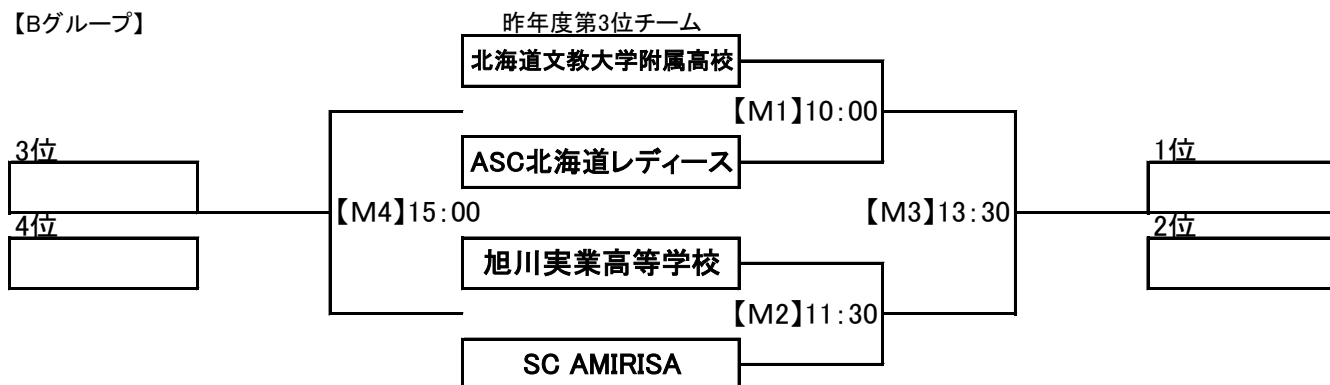 【Bグループ】
昨年度第3位チーム
北海道文教大学附属高校
【M1】10:00
3位
ASC北海道レディース
1位
【M4】15:00
【M3】13:30
4位
2位
旭川実業高等学校
【M2】11:30
SC AMIRISA